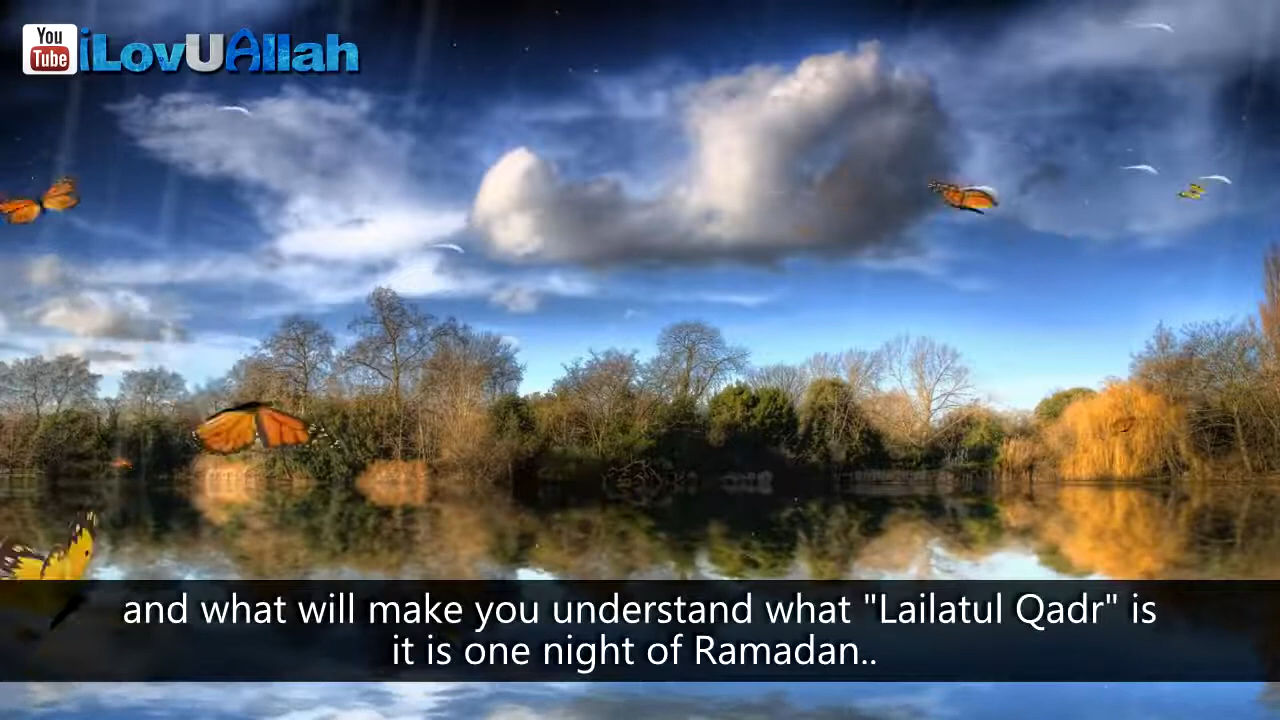 You
Tube
iLovUAllah
and what will make you understand what "Lailatul Qadr" is
it is one night of Ramadan..